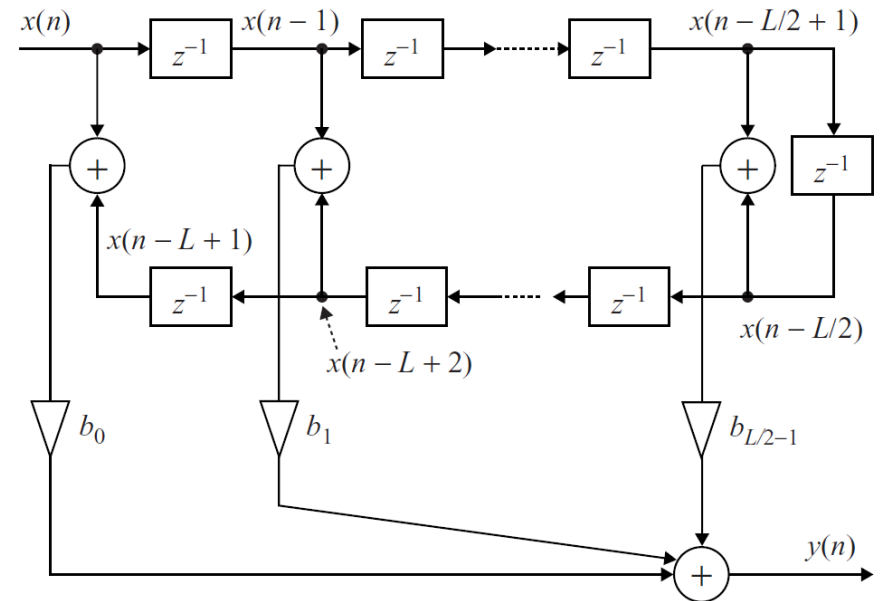 x(n)
x(n − 1)
x(n − L/2 + 1)
z⁻¹
z⁻¹
z⁻¹
+
+
+
z⁻¹
x(n − L + 1)
z⁻¹
z⁻¹
z⁻¹
x(n − L/2)
x(n − L + 2)
b₀
b₁
b_{L/2−1}
y(n)
+